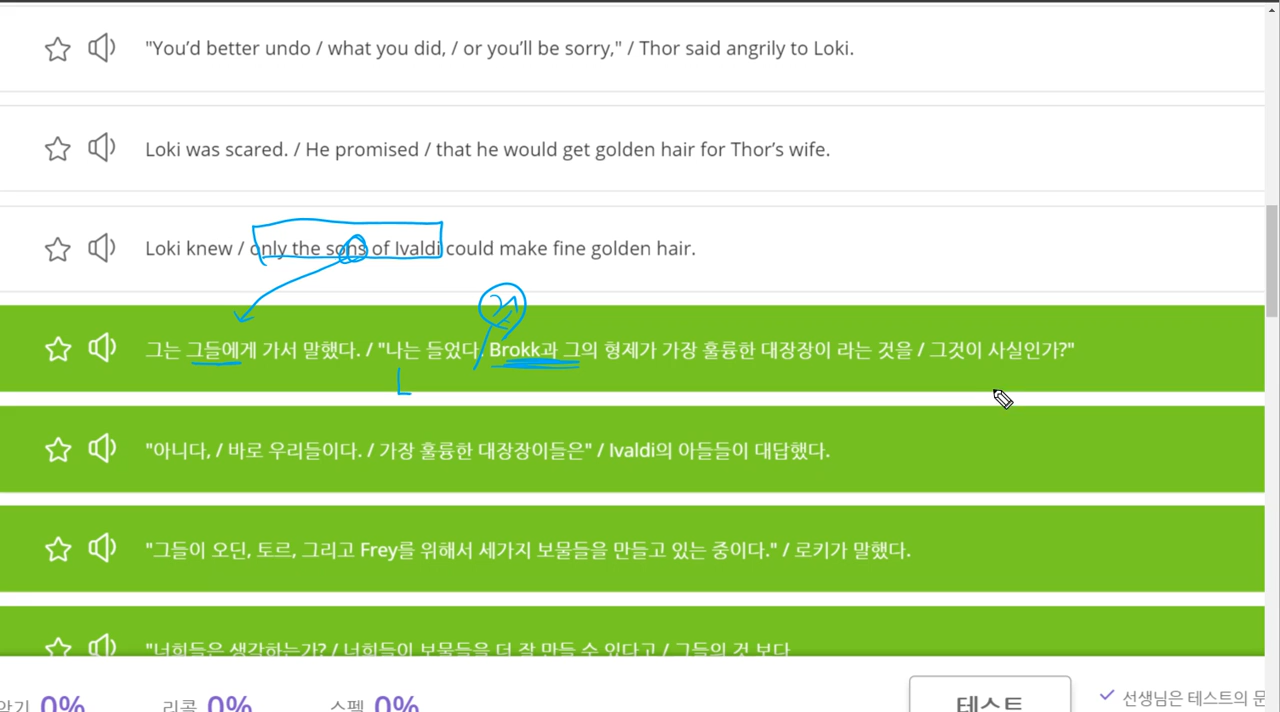 "You’d better undo / what you did, / or you’ll be sorry," / Thor said angrily to Loki.
Loki was scared. / He promised / that he would get golden hair for Thor’s wife.
Loki knew / only the sons of Ivaldi could make fine golden hair.
그는 그들에게 가서 말했다. / "나는 들었다. Brokk과 그의 형제가 가장 훌륭한 대장장이 라는 것을 / 그것이 사실인가?"
L
"아니다, / 바로 우리들이다. / 가장 훌륭한 대장장이들은" / Ivaldi의 아들들이 대답했다.
"그들이 오딘, 토르, 그리고 Frey를 위해서 세가지 보물들을 만들고 있는 중이다." / 로키가 말했다.
"너희들은 생각하는가? / 너희들이 보물들을 더 잘 만들 수 있다고 / 그들의 것 보다
암기 0% 리콜 0% 스펠 0% 테스트 선생님은 테스트의 문